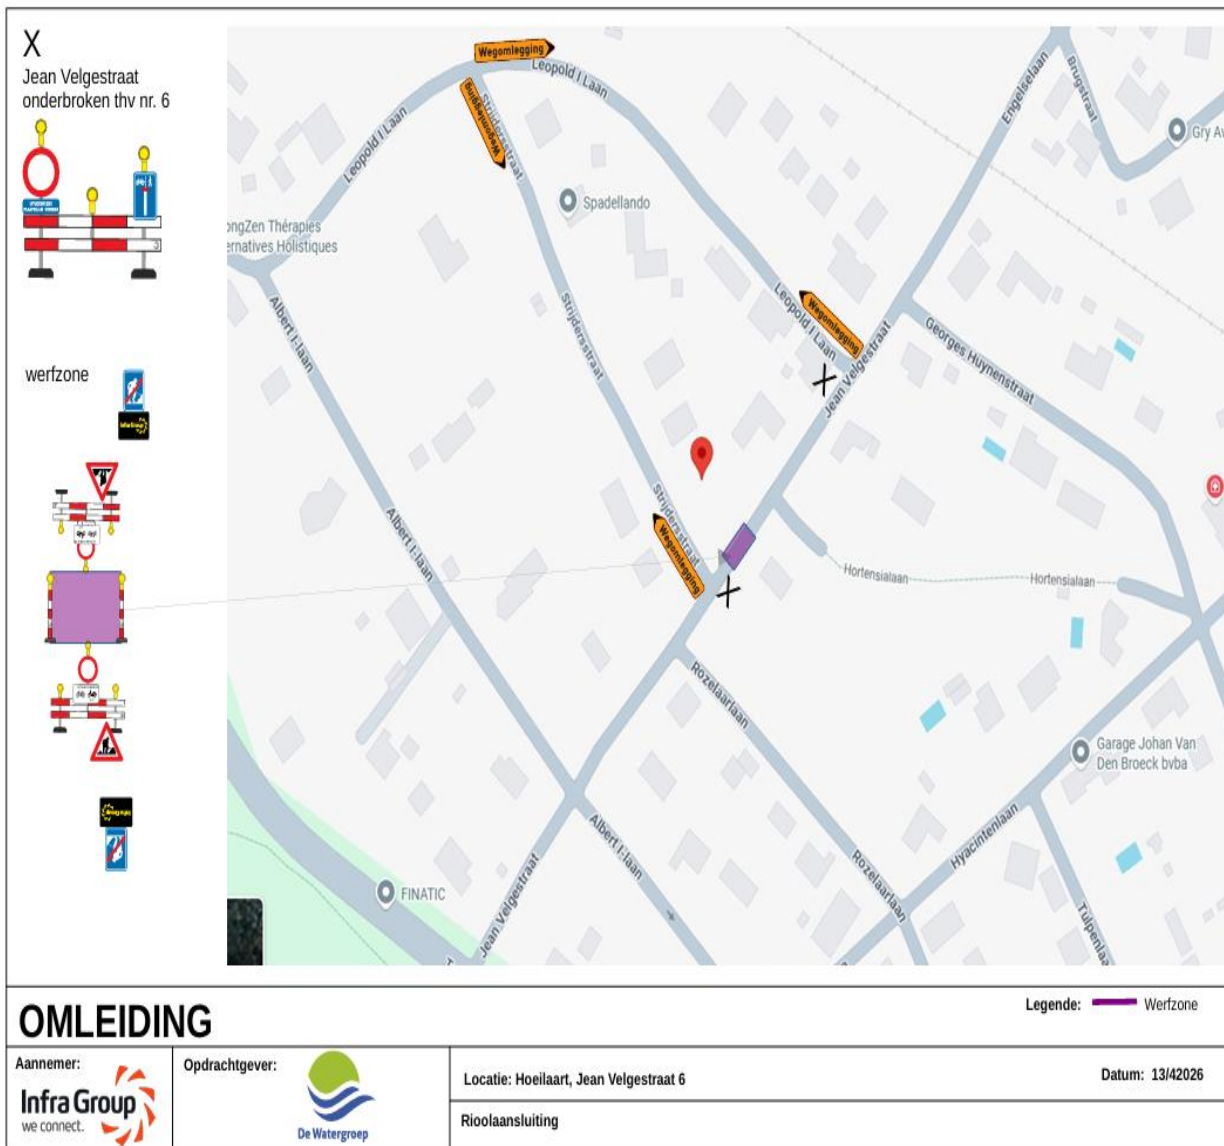 X
Jean Velgestraat
onderbroken thv nr. 6
werfzone
InfraGroup
Wegomlegging
Leopold I Laan
Wegomlegging
Strijdersstraat
Leopold I Laan
Engelselaan
Brugstraat
Gry Av
Spadellando
ongZen Thérapies
ernatives Holistiques
Albert I-laan
Strijdersstraat
Leopold I Laan
Wegomlegging
Jean Velgestraat
Georges Huynenstraat
X
Strijdersstraat
Wegomlegging
X
Albert I-laan
Hortensialaan
Hortensialaan
Rozelaarlaan
Garage Johan Van
Den Broeck bvba
Hyacintenlaan
Albert I-laan
Rozelaarlaan
Tulpenlaa
FINATIC
Jean Velgestraat
OMLEIDING
Legende:
Werfzone
Aannemer:
Infra Group
we connect.
Opdrachtgever:
De Watergroep
Locatie: Hoeilaart, Jean Velgestraat 6
Datum: 13/42026
Rioolaansluiting